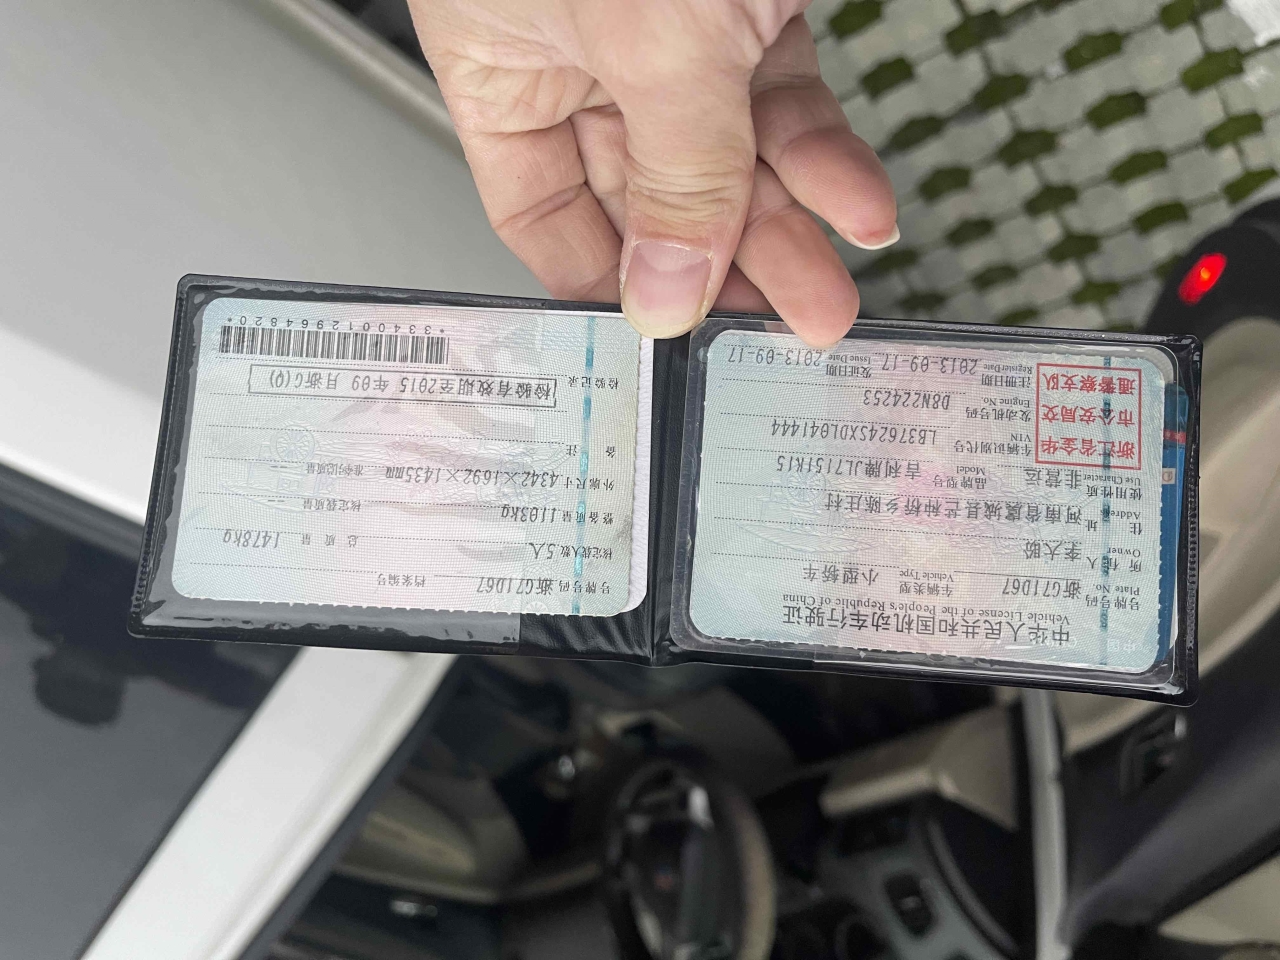 中华人民共和国机动车行驶证
Vehicle License of the People's Republic of China
号牌号码 浙G71D67 车辆类型 小型轿车
Plate No. Vehicle Type
所有人
Owner
住址 河南省虞城县芒种桥乡陈庄村
Address
使用性质 非营运 品牌型号 吉利牌JL7151K15
Use Character Model
浙江省金华
市公安局交
通警察支队
车辆识别代号 LB37624SXDL041444
VIN
发动机号码 D8N224253
Engine No.
注册日期 2013-09-17 发证日期 2013-09-17
Register Date Issue Date
号牌号码 浙G71D67 档案编号
核定载人数 5人 总质量 1478kg
整备质量 1103kg 核定载质量
外廓尺寸 4342×1692×1435mm 准牵引总质量
备注
检验记录 检验有效期至2015年09月浙G(Q)
*3340012964820*